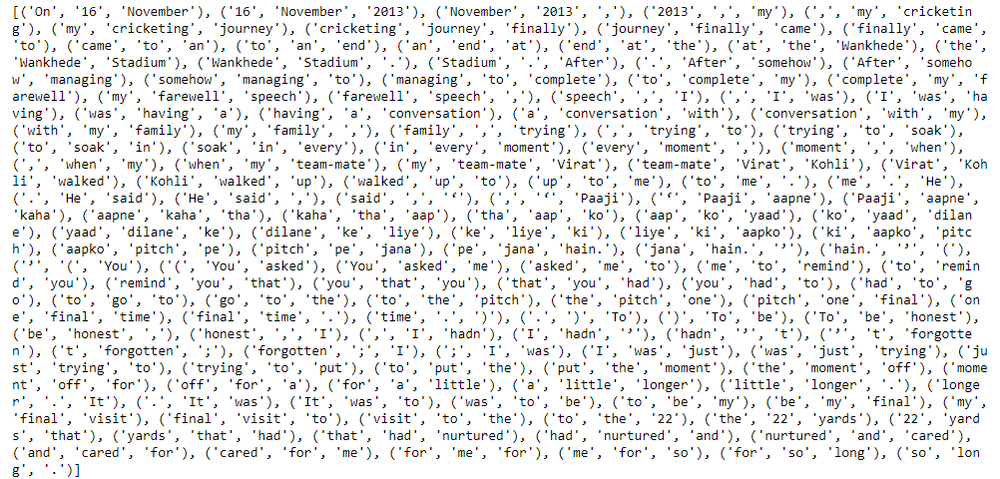 [('On', '16', 'November'), ('16', 'November', '2013'), ('November', '2013', ','), ('2013', ',', 'my'), (',', 'my', 'cricketin
g'), ('my', 'cricketing', 'journey'), ('cricketing', 'journey', 'finally'), ('journey', 'finally', 'came'), ('finally', 'came',
'to'), ('came', 'to', 'an'), ('to', 'an', 'end'), ('an', 'end', 'at'), ('end', 'at', 'the'), ('at', 'the', 'Wankhede'), ('the',
'Wankhede', 'Stadium'), ('Wankhede', 'Stadium', '.'), ('Stadium', '.', 'After'), ('.', 'After', 'somehow'), ('After', 'someho
w', 'managing'), ('somehow', 'managing', 'to'), ('managing', 'to', 'complete'), ('to', 'complete', 'my'), ('complete', 'my', 'f
arewell'), ('my', 'farewell', 'speech'), ('farewell', 'speech', ','), ('speech', ',', 'I'), (',', 'I', 'was'), ('I', 'was', 'ha
ving'), ('was', 'having', 'a'), ('having', 'a', 'conversation'), ('a', 'conversation', 'with'), ('conversation', 'with', 'my'),
('with', 'my', 'family'), ('my', 'family', ','), ('family', ',', 'trying'), (',', 'trying', 'to'), ('trying', 'to', 'soak'),
('to', 'soak', 'in'), ('soak', 'in', 'every'), ('in', 'every', 'moment'), ('every', 'moment', ','), ('moment', ',', 'when'),
(',', 'when', 'my'), ('when', 'my', 'team-mate'), ('my', 'team-mate', 'Virat'), ('team-mate', 'Virat', 'Kohli'), ('Virat', 'Koh
li', 'walked'), ('Kohli', 'walked', 'up'), ('walked', 'up', 'to'), ('up', 'to', 'me'), ('to', 'me', '.'), ('me', '.', 'He'),
('.', 'He', 'said'), ('He', 'said', ','), ('said', ',', '‘'), (',', '‘', 'Paaji'), ('‘', 'Paaji', 'aapne'), ('Paaji', 'aapne',
'kaha'), ('aapne', 'kaha', 'tha'), ('kaha', 'tha', 'aap'), ('tha', 'aap', 'ko'), ('aap', 'ko', 'yaad'), ('ko', 'yaad', 'dilan
e'), ('yaad', 'dilane', 'ke'), ('dilane', 'ke', 'liye'), ('ke', 'liye', 'ki'), ('liye', 'ki', 'aapko'), ('ki', 'aapko', 'pitc
h'), ('aapko', 'pitch', 'pe'), ('pitch', 'pe', 'jana'), ('pe', 'jana', 'hain.'), ('jana', 'hain.', '’'), ('hain.', '’', '('),
('’', '(', 'You'), ('(', 'You', 'asked'), ('You', 'asked', 'me'), ('asked', 'me', 'to'), ('me', 'to', 'remind'), ('to', 'remin
d', 'you'), ('remind', 'you', 'that'), ('you', 'that', 'you'), ('that', 'you', 'had'), ('you', 'had', 'to'), ('had', 'to', 'g
o'), ('to', 'go', 'to'), ('go', 'to', 'the'), ('to', 'the', 'pitch'), ('the', 'pitch', 'one'), ('pitch', 'one', 'final'), ('on
e', 'final', 'time'), ('final', 'time', '.'), ('time', '.', ')'), ('.', ')', 'To'), (')', 'To', 'be'), ('To', 'be', 'honest'),
('be', 'honest', ','), ('honest', ',', 'I'), (',', 'I', 'hadn'), ('I', 'hadn', '’'), ('hadn', '’', 't'), ('’', 't', 'forgotte
n'), ('t', 'forgotten', ';'), ('forgotten', ';', 'I'), (';', 'I', 'was'), ('I', 'was', 'just'), ('was', 'just', 'trying'), ('ju
st', 'trying', 'to'), ('trying', 'to', 'put'), ('to', 'put', 'the'), ('put', 'the', 'moment'), ('the', 'moment', 'off'), ('mome
nt', 'off', 'for'), ('off', 'for', 'a'), ('for', 'a', 'little'), ('a', 'little', 'longer'), ('little', 'longer', '.'), ('longe
r', '.', 'It'), ('.', 'It', 'was'), ('It', 'was', 'to'), ('was', 'to', 'be'), ('to', 'be', 'my'), ('be', 'my', 'final'), ('my',
'final', 'visit'), ('final', 'visit', 'to'), ('visit', 'to', 'the'), ('to', 'the', '22'), ('the', '22', 'yards'), ('22', 'yard
s', 'that'), ('yards', 'that', 'had'), ('that', 'had', 'nurtured'), ('had', 'nurtured', 'and'), ('nurtured', 'and', 'cared'),
('and', 'cared', 'for'), ('cared', 'for', 'me'), ('for', 'me', 'for'), ('me', 'for', 'so'), ('for', 'so', 'long'), ('so', 'lon
g', '.')]